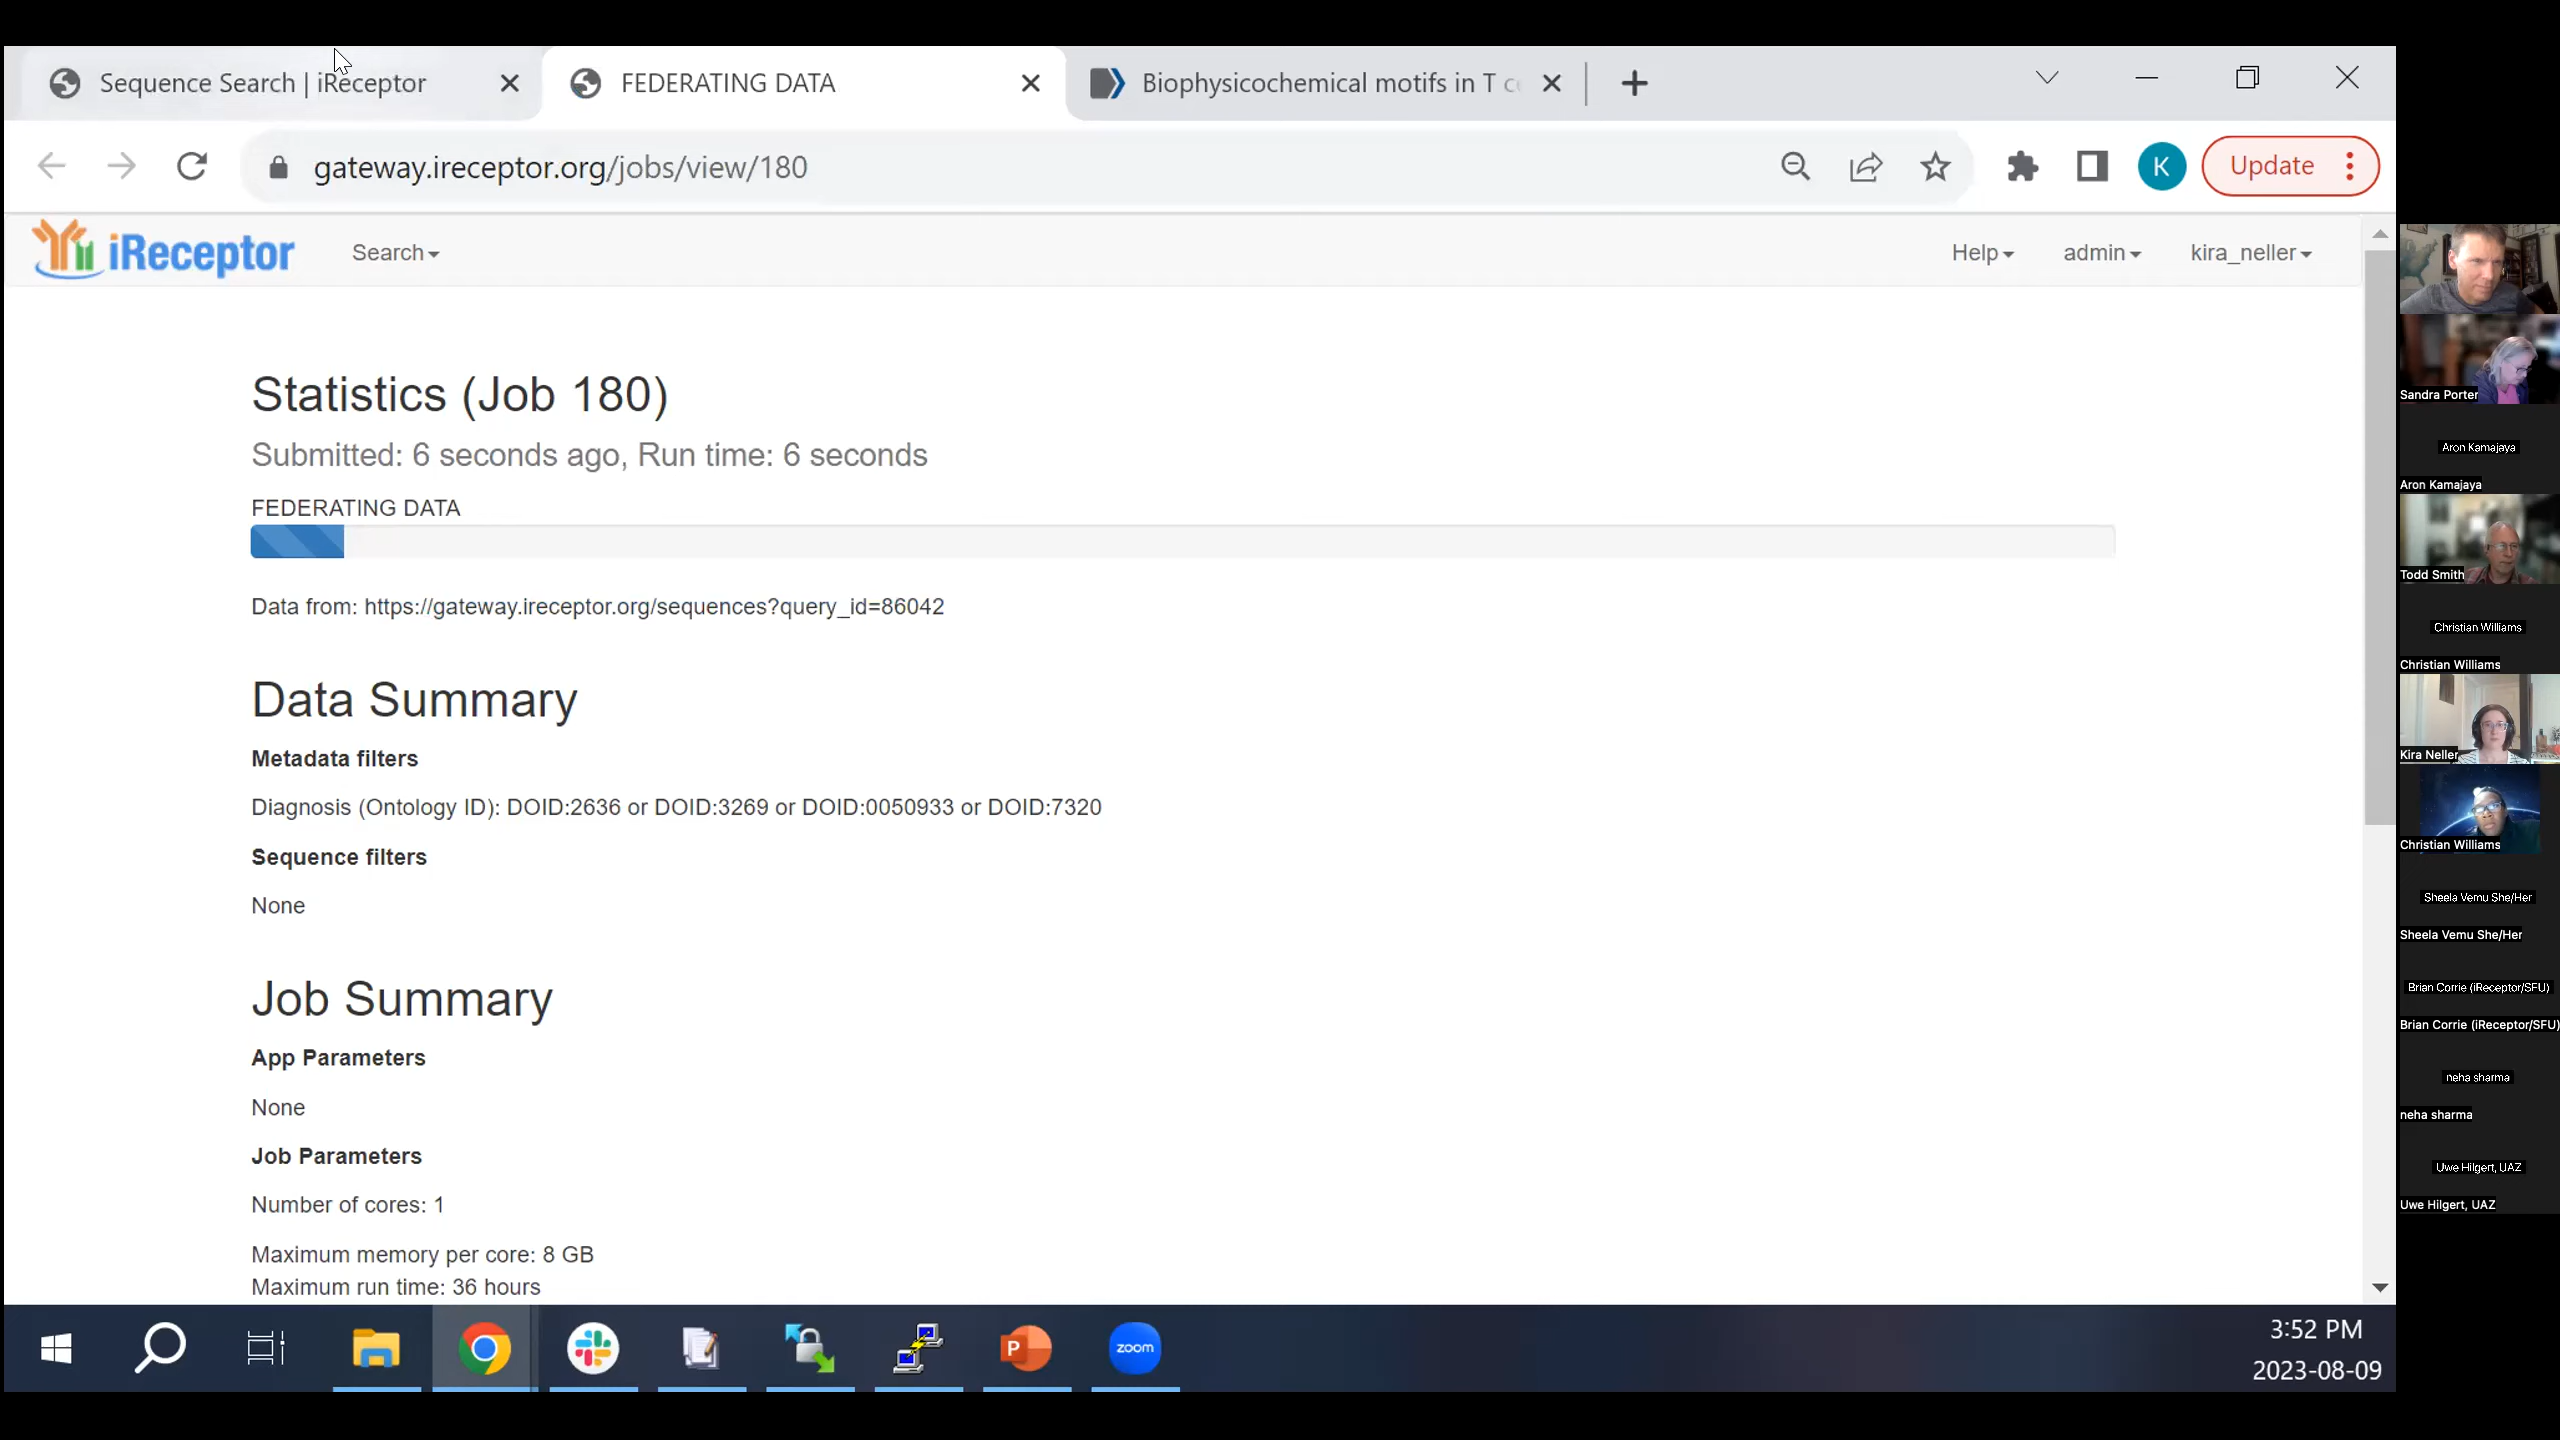 Sequence Search | iReceptor
FEDERATING DATA
Biophysicochemical motifs in T ce
gateway.ireceptor.org/jobs/view/180
K
Update
iReceptor
Search
Help
admin
kira_neller
Statistics (Job 180)
Submitted: 6 seconds ago, Run time: 6 seconds
FEDERATING DATA
Data from: https://gateway.ireceptor.org/sequences?query_id=86042
Data Summary
Metadata filters
Diagnosis (Ontology ID): DOID:2636 or DOID:3269 or DOID:0050933 or DOID:7320
Sequence filters
None
Job Summary
App Parameters
None
Job Parameters
Number of cores: 1
Maximum memory per core: 8 GB
Maximum run time: 36 hours
P
zoom
3:52 PM
2023-08-09
Sandra Porter
Aron Kamajaya
Aron Kamajaya
Todd Smith
Christian Williams
Christian Williams
Kira Neller
Christian Williams
Sheela Vemu She/Her
Sheela Vemu She/Her
Brian Corrie (iReceptor/SFU)
Brian Corrie (iReceptor/SFU)
neha sharma
neha sharma
Uwe Hilgert, UAZ
Uwe Hilgert, UAZ